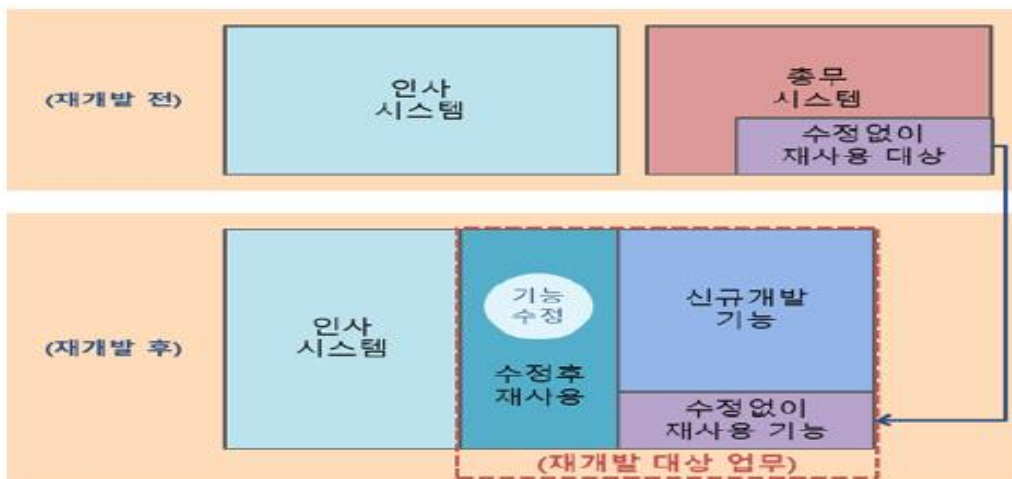 (재개발 전)
인사
시스템
총무
시스템
수정없이
재사용 대상
(재개발 후)
인사
시스템
기능
수정
수정후
재사용
신규개발
기능
수정없이
재사용 기능
(재개발 대상 업무)